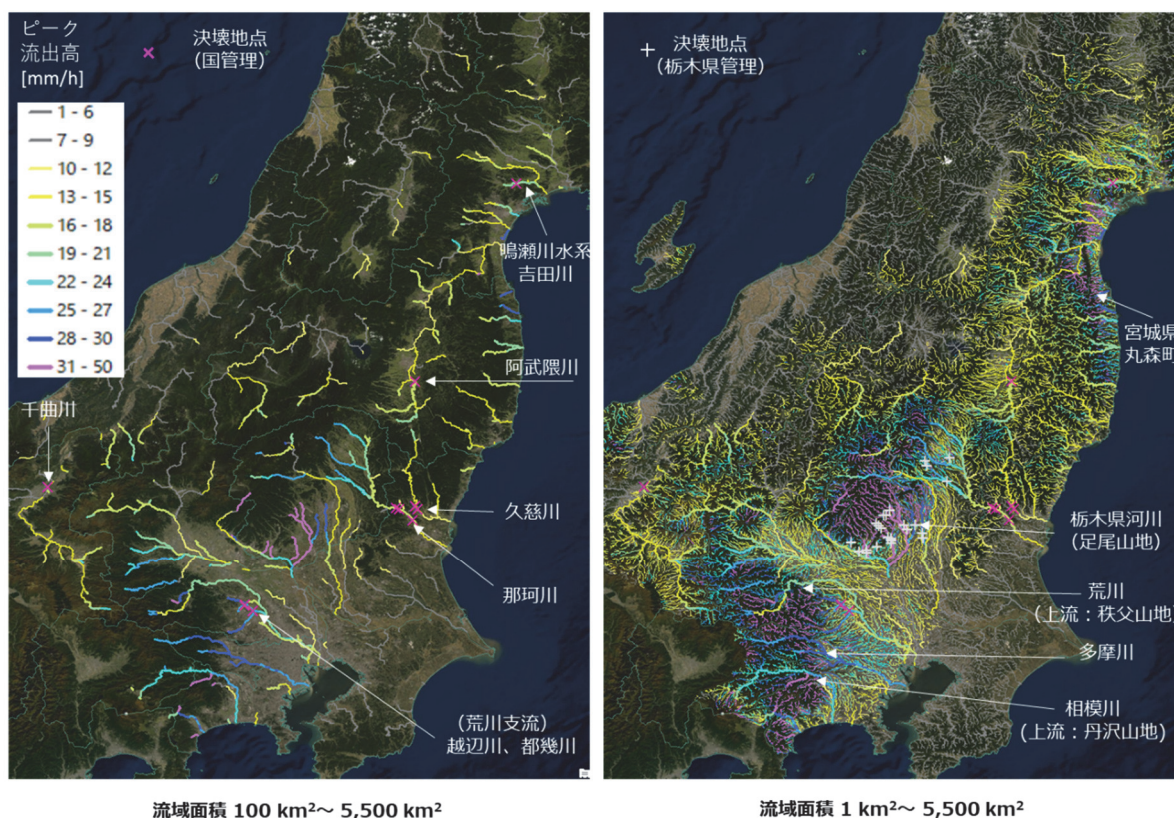 ピーク
流出高
[mm/h]
決壊地点
(国管理)
1 - 6
7 - 9
10 - 12
13 - 15
16 - 18
19 - 21
22 - 24
25 - 27
28 - 30
31 - 50
鳴瀬川水系
吉田川
阿武隈川
千曲川
久慈川
那珂川
(荒川支流)
越辺川、都幾川
流域面積 100 km²～ 5,500 km²
決壊地点
(栃木県管理)
宮城県
丸森町
栃木県河川
(足尾山地)
荒川
(上流：秩父山地)
多摩川
相模川
(上流：丹沢山地)
流域面積 1 km²～ 5,500 km²